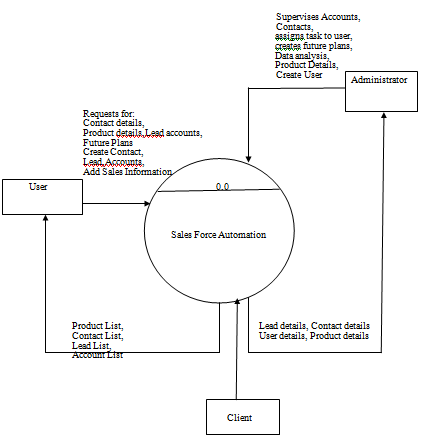 Supervises Accounts,
Contacts,
assigns task to user,
creates future plans,
Data analysis,
Product Details,
Create User
Administrator
Requests for:
Contact details,
Product details,Lead accounts,
Future Plans
Create Contact,
Lead, Accounts,
Add Sales Information
User
0.0
Sales Force Automation
Product List,
Contact List,
Lead List,
Account List
Lead details, Contact details
User details, Product details
Client